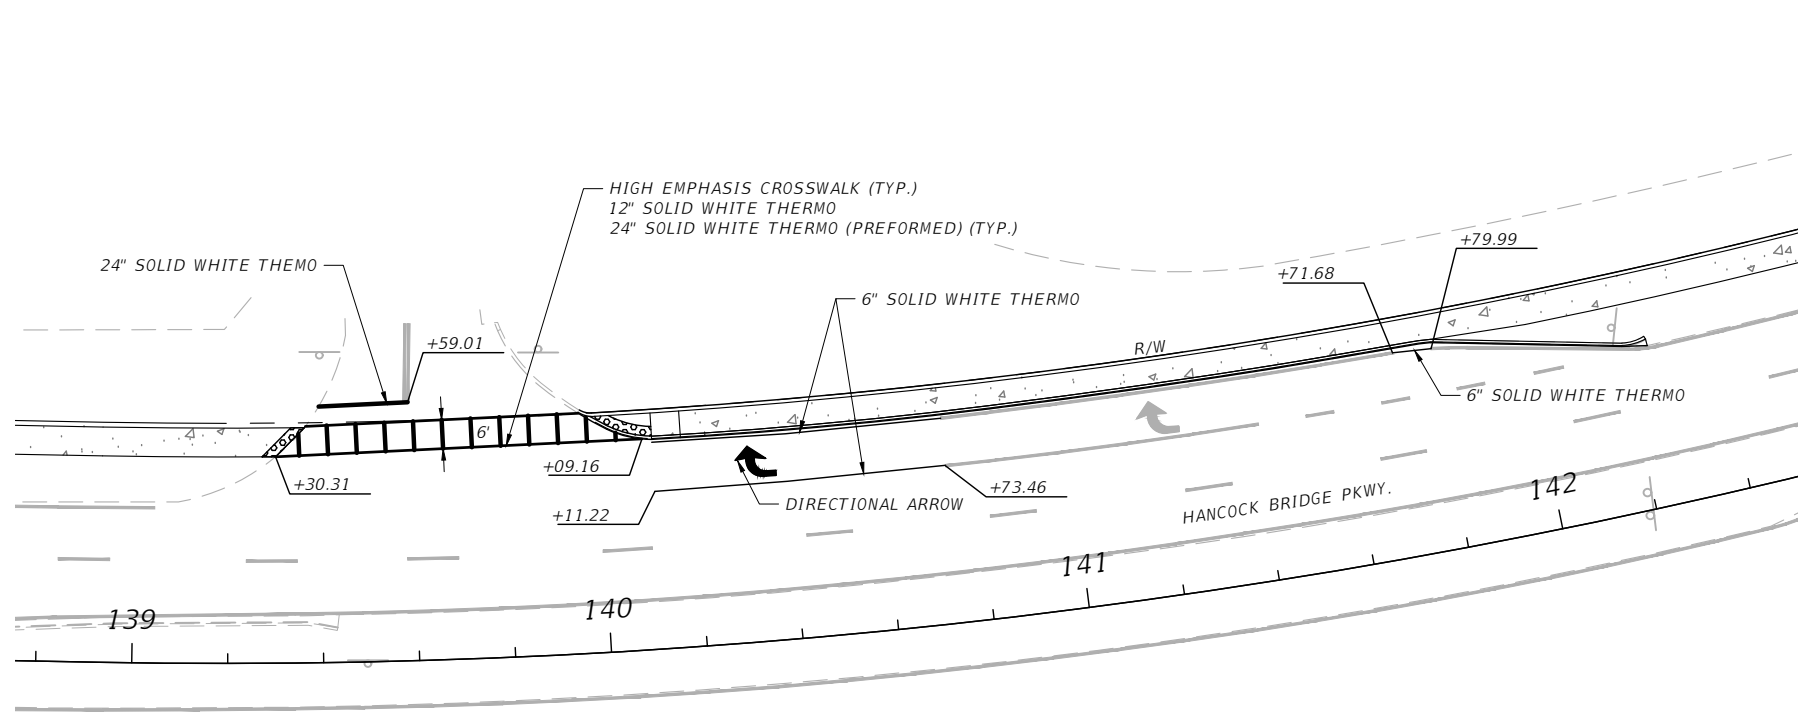 HIGH EMPHASIS CROSSWALK (TYP.)
12" SOLID WHITE THERMO
24" SOLID WHITE THERMO (PREFORMED) (TYP.)
+79.99
24" SOLID WHITE THEMO
+71.68
6" SOLID WHITE THERMO
+59.01
R/W
6" SOLID WHITE THERMO
6'
+09.16
+30.31
+73.46
DIRECTIONAL ARROW
+11.22
HANCOCK BRIDGE PKWY.
142
141
140
139